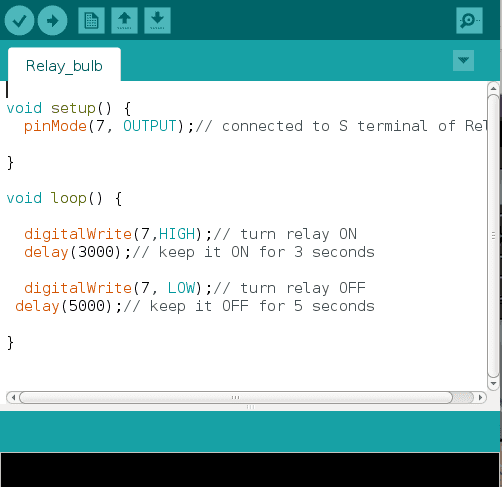 Relay_bulb
void setup() {
pinMode(7, OUTPUT);// connected to S terminal of Rel
}
void loop() {
digitalWrite(7,HIGH);// turn relay ON
delay(3000);// keep it ON for 3 seconds
digitalWrite(7, LOW);// turn relay OFF
delay(5000);// keep it OFF for 5 seconds
}